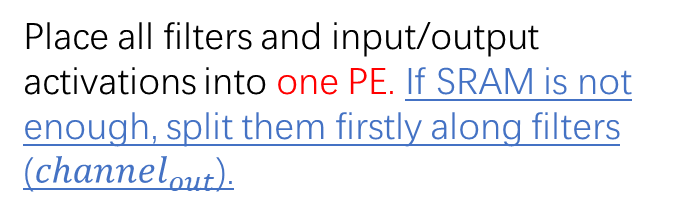 Place all filters and input/output
activations into one PE. If SRAM is not
enough, split them firstly along filters
(channel_out).